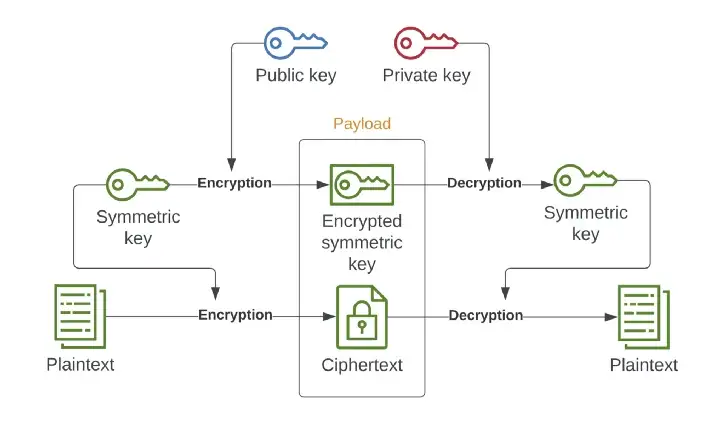 Public key
Private key
Payload
Encryption
Decryption
Symmetric
key
Encrypted
symmetric
key
Symmetric
key
Encryption
Decryption
Plaintext
Ciphertext
Plaintext